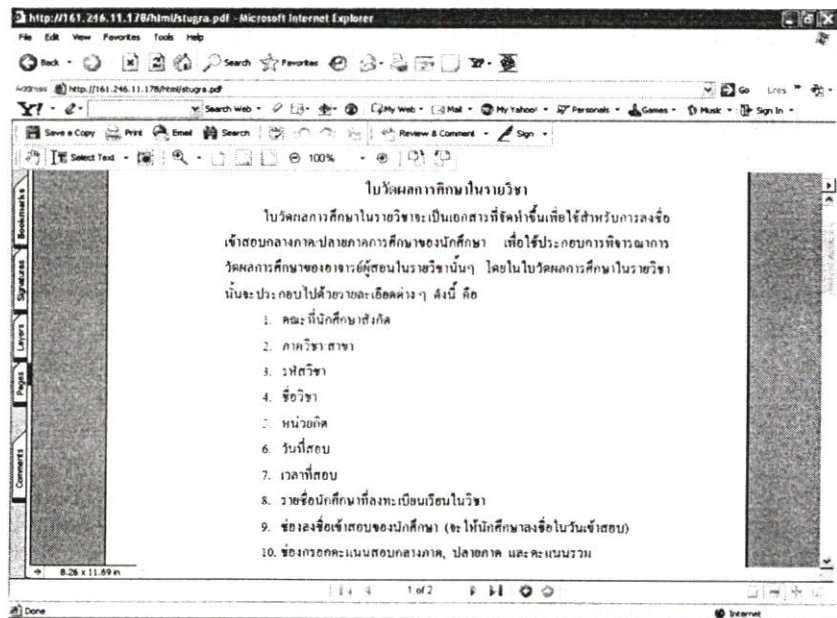 http://161.246.11.178/html/stugra.pdf - Microsoft Internet Explorer
File Edit View Favorites Tools Help
Back Search Favorites
Address http://161.246.11.178/html/stugra.pdf Go Links
Y! Search Web My Web Mail My Yahoo! Personals Games Music Sign In
Save a Copy Print Email Search Review & Comment Sign
Select Text 100%
Bookmarks
Signatures
Layers
Pages
Comments
ใบวัดผลการศึกษาในรายวิชา
ใบวัดผลการศึกษาในรายวิชาจะเป็นเอกสารที่จัดทำขึ้นเพื่อใช้สำหรับการลงชื่อ
เข้าสอบกลางภาค/ปลายภาคการศึกษาของนักศึกษา เพื่อใช้ประกอบการพิจารณาการ
วัดผลการศึกษาของอาจารย์ผู้สอนในรายวิชานั้นๆ โดยในใบวัดผลการศึกษาในรายวิชา
นั้นจะประกอบไปด้วยรายละเอียดต่าง ๆ ดังนี้ คือ
1. คณะที่นักศึกษาสังกัด
2. ภาควิชา/สาขา
3. รหัสวิชา
4. ชื่อวิชา
5. หน่วยกิต
6. วันที่สอบ
7. เวลาที่สอบ
8. รายชื่อนักศึกษาที่ลงทะเบียนเรียนในวิชา
9. ช่องลงชื่อเข้าสอบของนักศึกษา (จะให้นักศึกษาลงชื่อในวันเข้าสอบ)
10. ช่องกรอกคะแนนสอบกลางภาค, ปลายภาค และคะแนนรวม
8.26 x 11.69 in
1 of 2
Done Internet